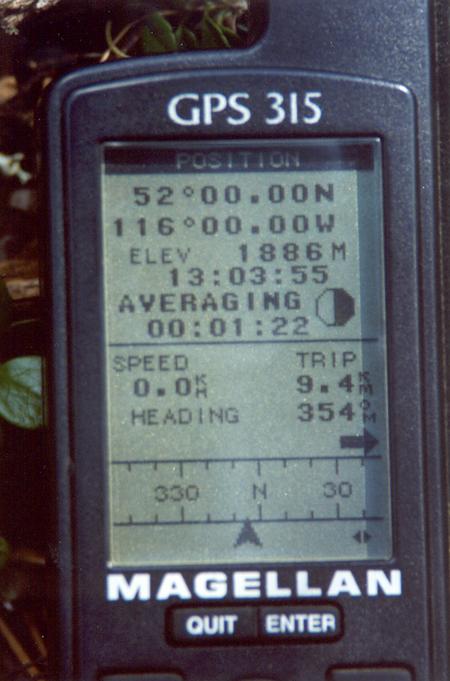 GPS 315
POSITION
52°00.00N
116°00.00W
ELEV 1886M
13:03:55
AVERAGING
00:01:22
SPEED TRIP
0.0KH 9.4KM
HEADING 354°M
330 N 30
MAGELLAN
QUIT ENTER